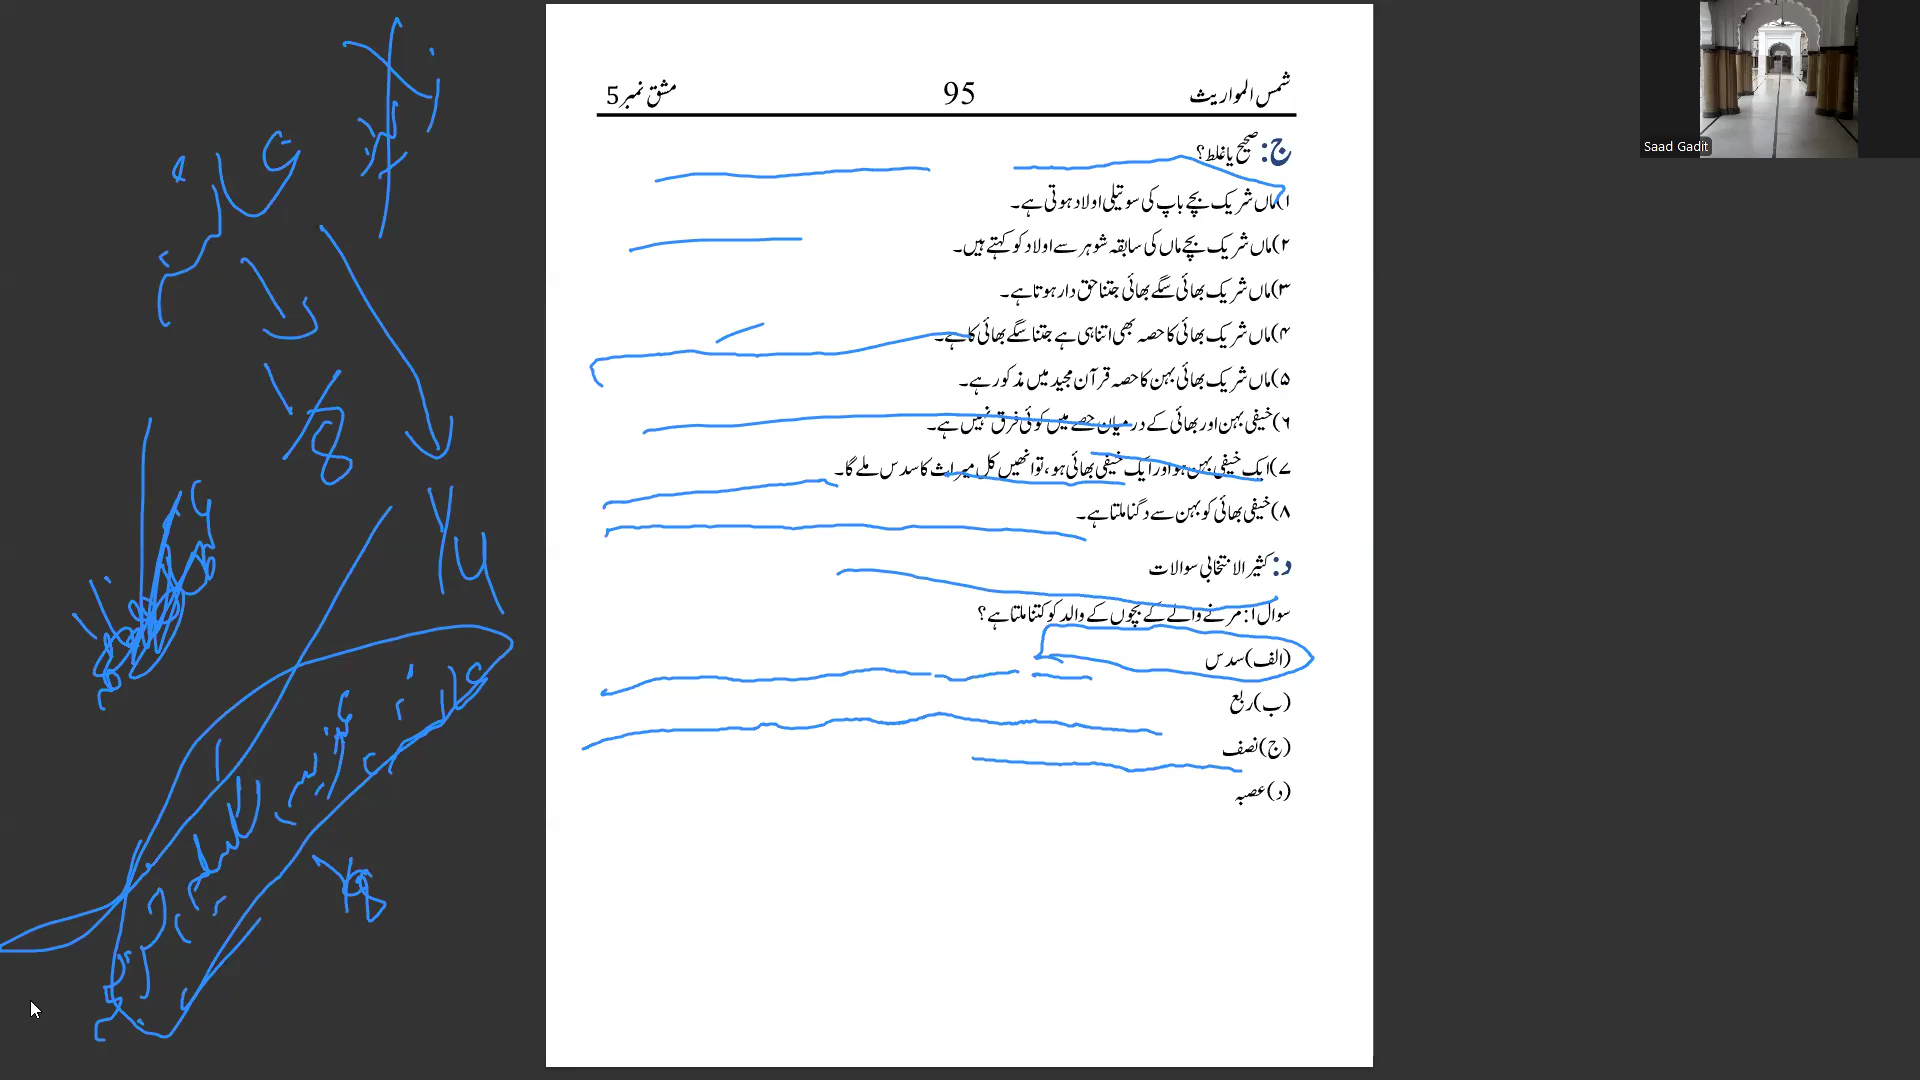 شمس المواریث
95
مشق نمبر 5
ج: صحیح یا غلط؟
۱)ماں شریک بچے باپ کی سوتیلی اولاد ہوتی ہے۔
۲)ماں شریک بچے ماں کی سابقہ شوہر سے اولاد کو کہتے ہیں۔
۳)ماں شریک بھائی سگے بھائی جتنا حق دار ہوتا ہے۔
۴)ماں شریک بھائی کا حصہ بھی اتنا ہی ہے جتنا سگے بھائی کا ہے۔
۵)ماں شریک بھائی بہن کا حصہ قرآن مجید میں مذکور ہے۔
۶)خیفی بہن اور بھائی کے درمیان حصے میں کوئی فرق نہیں ہے۔
۷)ایک خیفی بہن ہو اور ایک خیفی بھائی ہو، تو انھیں کل میراث کا سدس ملے گا۔
۸)خیفی بھائی کو بہن سے دگنا ملتا ہے۔
د: کثیر الانتخابی سوالات
سوال۱: مرنے والے کے بچوں کے والد کو کتنا ملتا ہے؟
(الف)سدس
(ب)ربع
(ج)نصف
(د)عصبہ
Saad Gadit
1/8